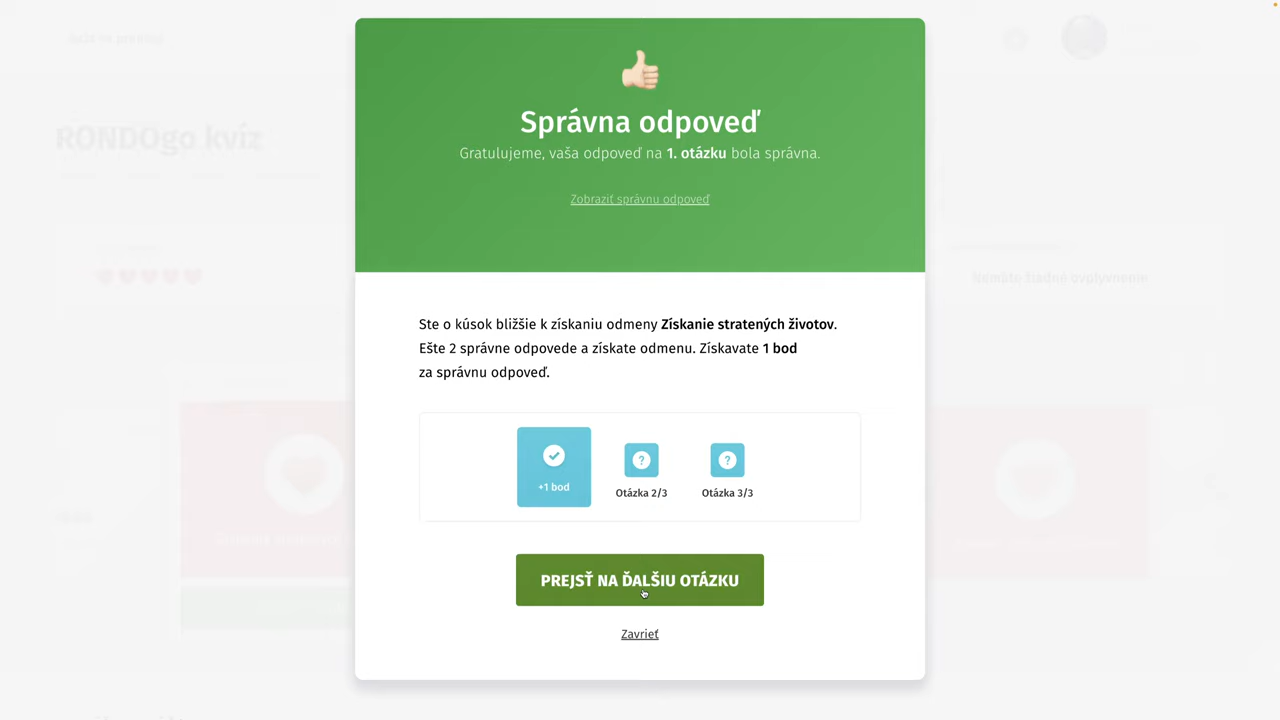 RONDOgo kvíz
Nemáte žiadne ovplyvnenie
Správna odpoveď
Gratulujeme, vaša odpoveď na 1. otázku bola správna.
Zobraziť správnu odpoveď
Ste o kúsok bližšie k získaniu odmeny Získanie stratených životov.
Ešte 2 správne odpovede a získate odmenu. Získavate 1 bod
za správnu odpoveď.
+1 bod
Otázka 2/3
Otázka 3/3
PREJSŤ NA ĎALŠIU OTÁZKU
Zavrieť